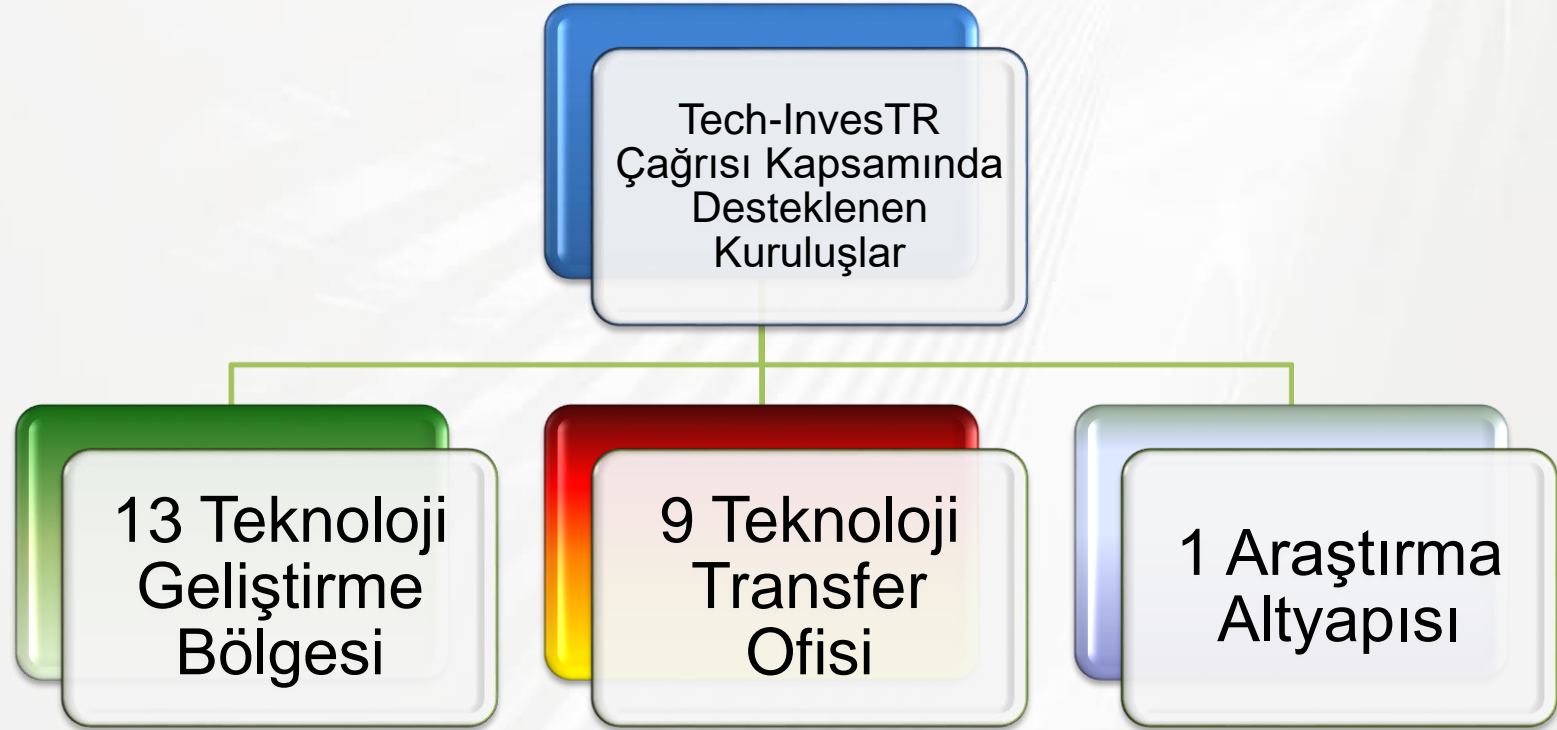 Tech-InvesTR
Çağrısı Kapsamında
Desteklenen
Kuruluşlar
13 Teknoloji
Geliştirme
Bölgesi
9 Teknoloji
Transfer
Ofisi
1 Araştırma
Altyapısı